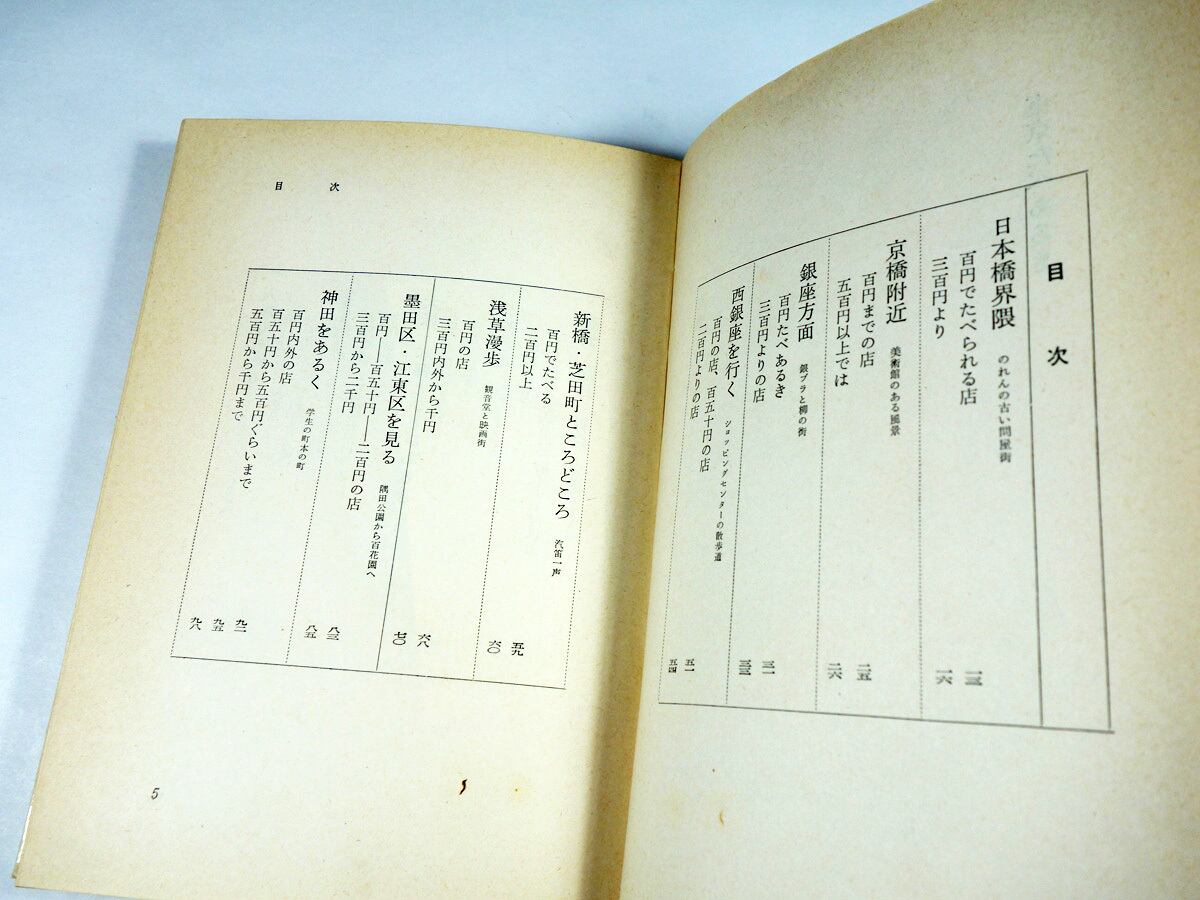 目次
日本橋界隈 のれんの古い問屋街
百円でたべられる店 一三
三百円より 一六
京橋附近 美術館のある風景
百円までの店 二五
五百円以上では 二六
銀座方面 銀ブラと柳の街
百円たべあるき 三一
三百円よりの店 三三
西銀座を行く ショッピングセンターの散歩道
百円の店、百五十円の店 五一
二百円よりの店 五四
目次
新橋・芝田町ところどころ 汽笛一声
百円でたべる 五九
二百円以上 六〇
浅草漫歩 観音堂と映画街
百円の店 六八
三百円内外から千円 七〇
墨田区・江東区を見る 隅田公園から百花園へ
百円―百五十円―二百円の店 八三
三百円から二千円 八五
神田をあるく 学生の町本の町
百円内外の店 九二
百五十円から五百円ぐらいまで 九五
五百円から千円まで 九八
5